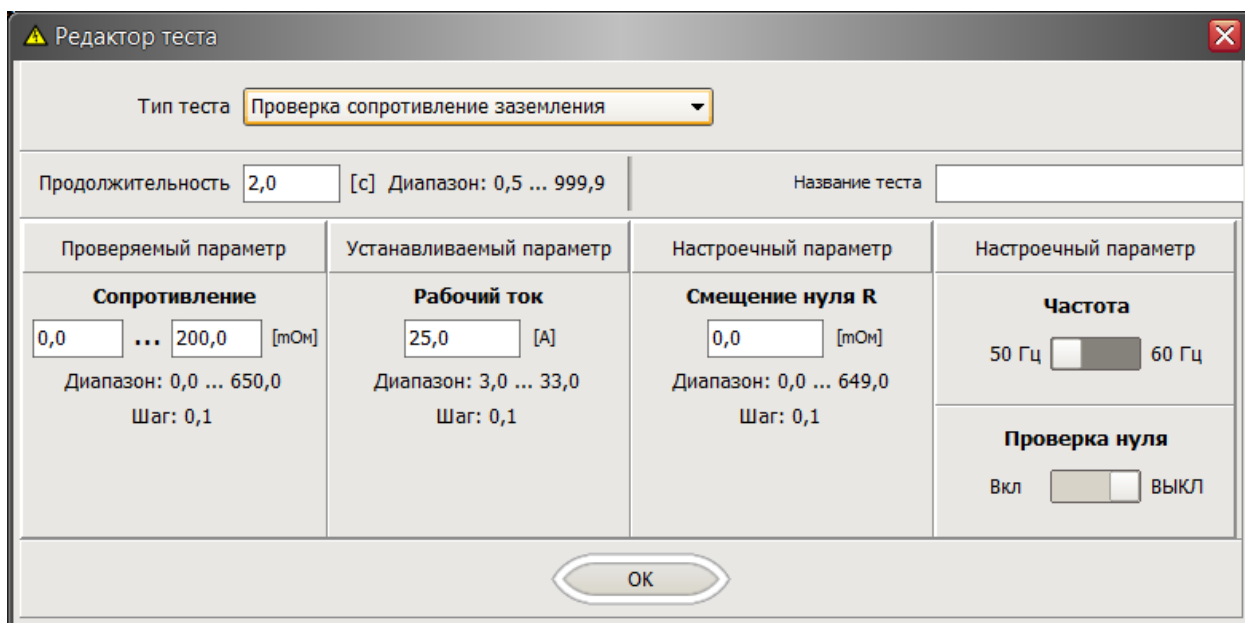 Редактор теста
Тип теста Проверка сопротивление заземления
Продолжительность 2,0 [с] Диапазон: 0,5 ... 999,9 Название теста
Проверяемый параметр Устанавливаемый параметр Настроечный параметр Настроечный параметр
Сопротивление
0,0 ... 200,0 [mОм]
Диапазон: 0,0 ... 650,0
Шаг: 0,1
Рабочий ток
25,0 [A]
Диапазон: 3,0 ... 33,0
Шаг: 0,1
Смещение нуля R
0,0 [mОм]
Диапазон: 0,0 ... 649,0
Шаг: 0,1
Частота
50 Гц 60 Гц
Проверка нуля
Вкл ВЫКЛ
ОК